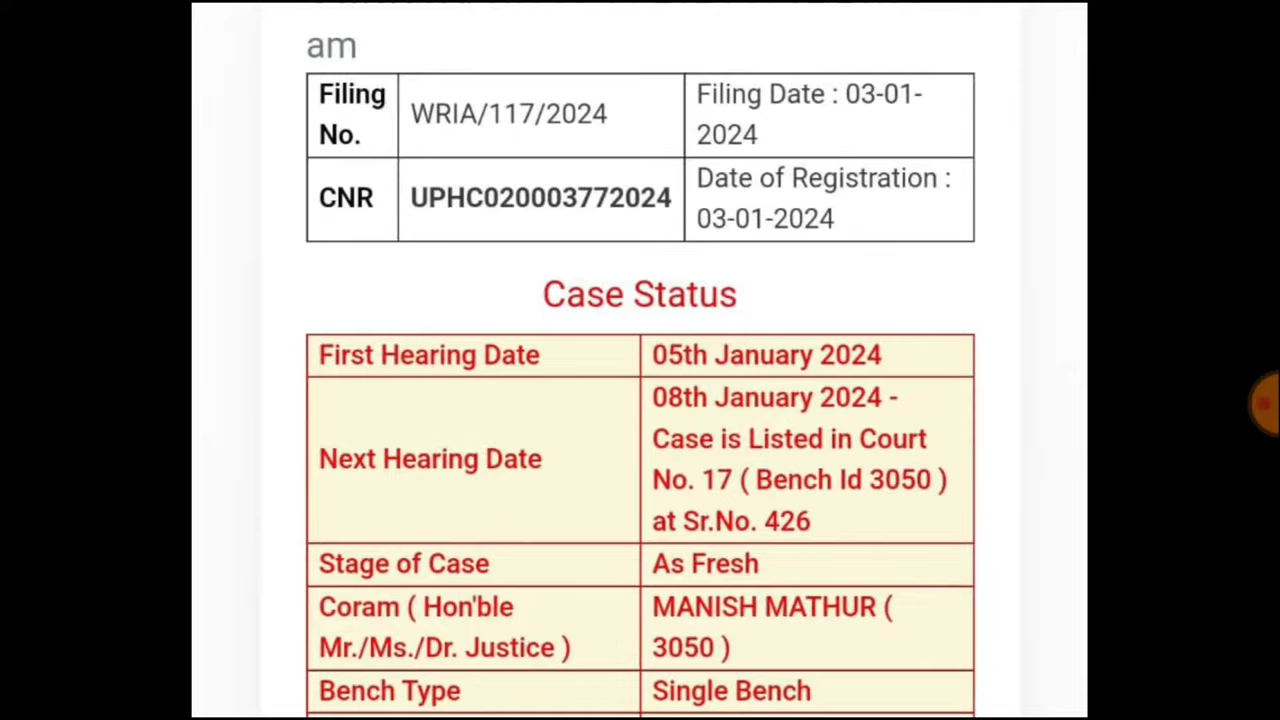 am
Filing No.
WRIA/117/2024
Filing Date : 03-01-
2024
CNR
UPHC020003772024
Date of Registration :
03-01-2024
Case Status
First Hearing Date
05th January 2024
Next Hearing Date
08th January 2024 -
Case is Listed in Court
No. 17 ( Bench Id 3050 )
at Sr.No. 426
Stage of Case
As Fresh
Coram ( Hon'ble
Mr./Ms./Dr. Justice )
MANISH MATHUR (
3050 )
Bench Type
Single Bench